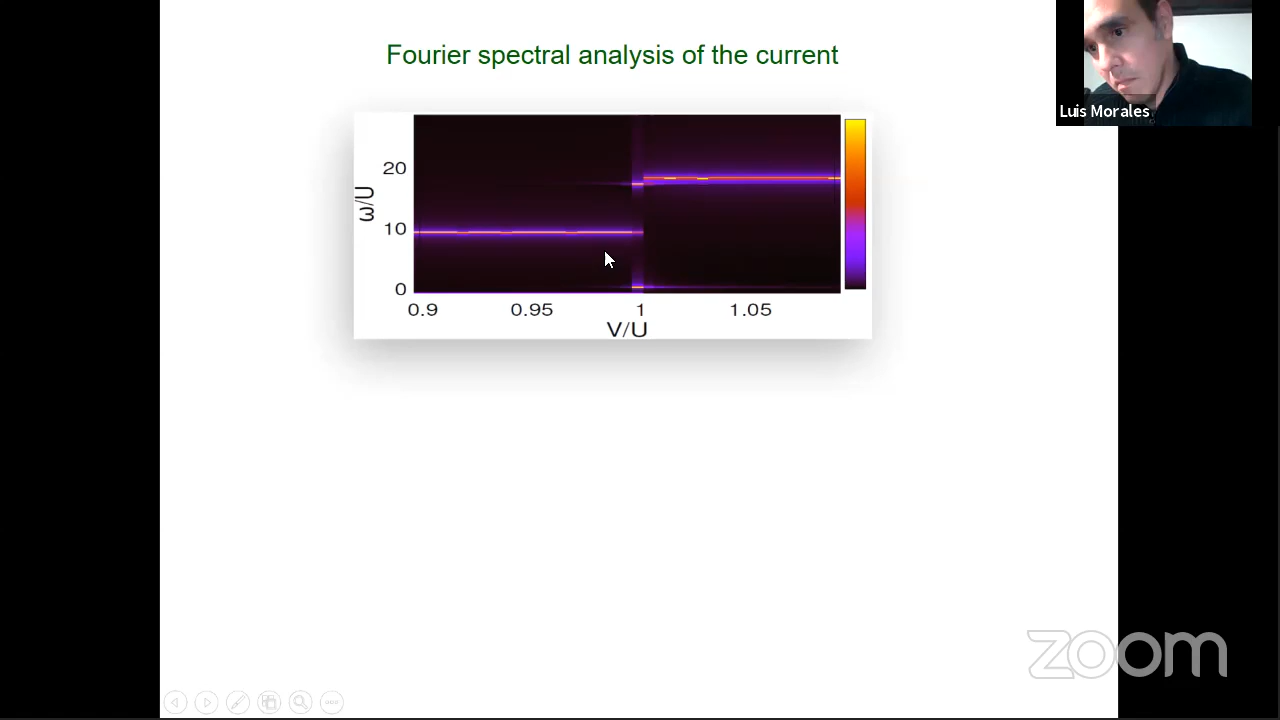 Fourier spectral analysis of the current
Luis Morales
20
10
0
ω/U
0.9 0.95 1 1.05
V/U
zoom